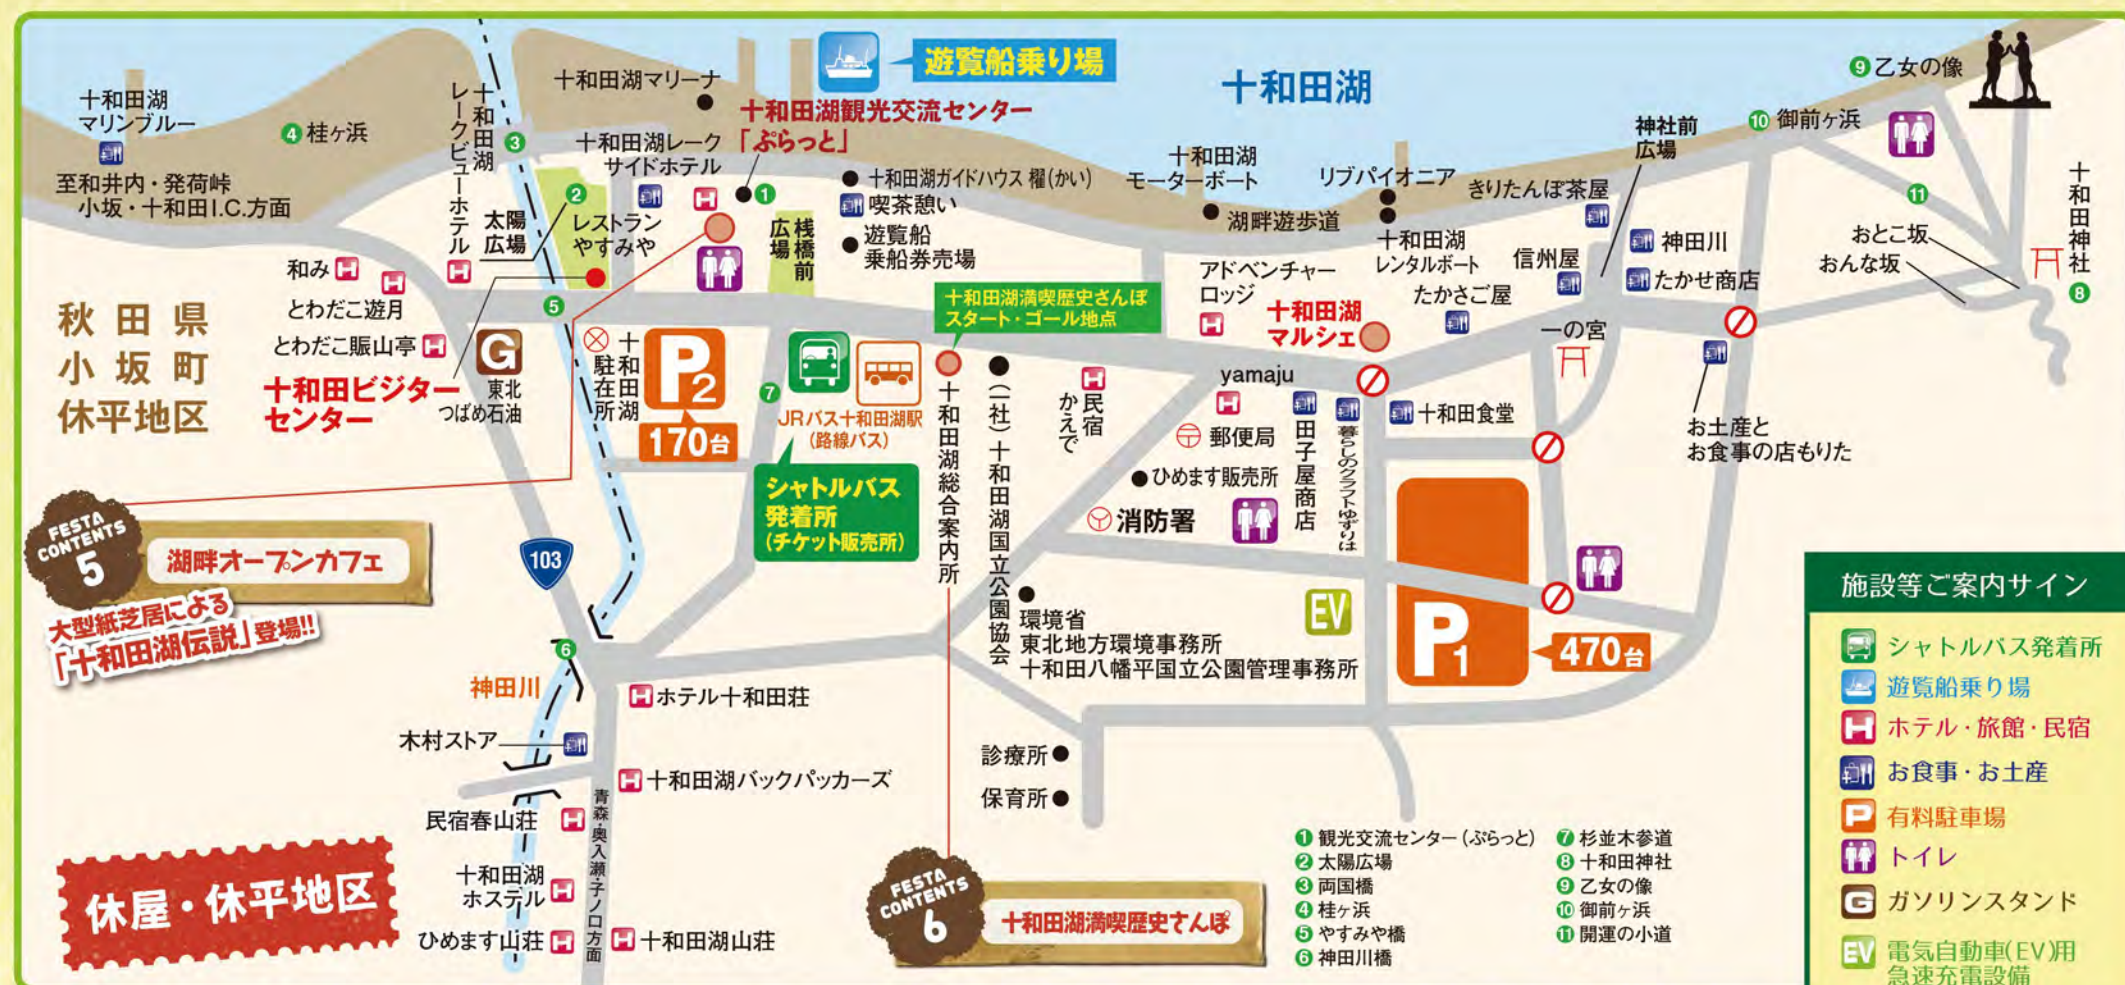 遊覧船乗り場
十和田湖
❾乙女の像
十和田湖
マリンブルー
❹桂ヶ浜
十和田湖
レークビューホテル
❸
十和田湖マリーナ
十和田湖観光交流センター
「ぷらっと」
❿御前ヶ浜
神社前
広場
至和井内・発荷峠
小坂・十和田I.C.方面
十和田湖レーク
サイドホテル
❶
十和田湖ガイドハウス 櫂(かい)
喫茶憩い
遊覧船
乗船券売場
十和田湖
モーターボート
湖畔遊歩道
リブパイオニア
十和田湖
レンタルボート
きりたんぽ茶屋
⓫
十和田神社
❽
太陽
広場
❷
レストラン
やすみや
桟橋前
広場
信州屋
神田川
たかせ商店
おとこ坂
おんな坂
和み
とわだこ遊月
とわだこ賑山亭
❺
十和田湖満喫歴史さんぽ
スタート・ゴール地点
アドベンチャー
ロッジ
十和田湖
マルシェ
たかさご屋
一の宮
秋田県
小坂町
休平地区
十和田ビジター
センター
G
東北
つばめ石油
十和田湖
駐在所
P2
170台
❼
JRバス十和田湖駅
(路線バス)
シャトルバス
発着所
(チケット販売所)
十和田湖総合案内所
(一社)十和田湖国立公園協会
民宿
かえで
yamaju
郵便局
ひめます販売所
消防署
田子屋商店
暮らしのクラフトゆずりは
十和田食堂
お土産と
お食事の店もりた
FESTA
CONTENTS
5
湖畔オープンカフェ
大型紙芝居による
「十和田湖伝説」登場!!
103
❻
神田川
環境省
東北地方環境事務所
十和田八幡平国立公園管理事務所
EV
P1
470台
ホテル十和田荘
木村ストア
十和田湖バックパッカーズ
診療所
保育所
民宿春山荘
十和田湖
ホステル
ひめます山荘
青森・奥入瀬・子ノ口方面
十和田湖山荘
休屋・休平地区
FESTA
CONTENTS
6
十和田湖満喫歴史さんぽ
❶観光交流センター(ぷらっと)
❷太陽広場
❸両国橋
❹桂ヶ浜
❺やすみや橋
❻神田川橋
❼杉並木参道
❽十和田神社
❾乙女の像
❿御前ヶ浜
⓫開運の小道
施設等ご案内サイン
シャトルバス発着所
遊覧船乗り場
H ホテル・旅館・民宿
お食事・お土産
P 有料駐車場
トイレ
G ガソリンスタンド
EV 電気自動車(EV)用
急速充電設備